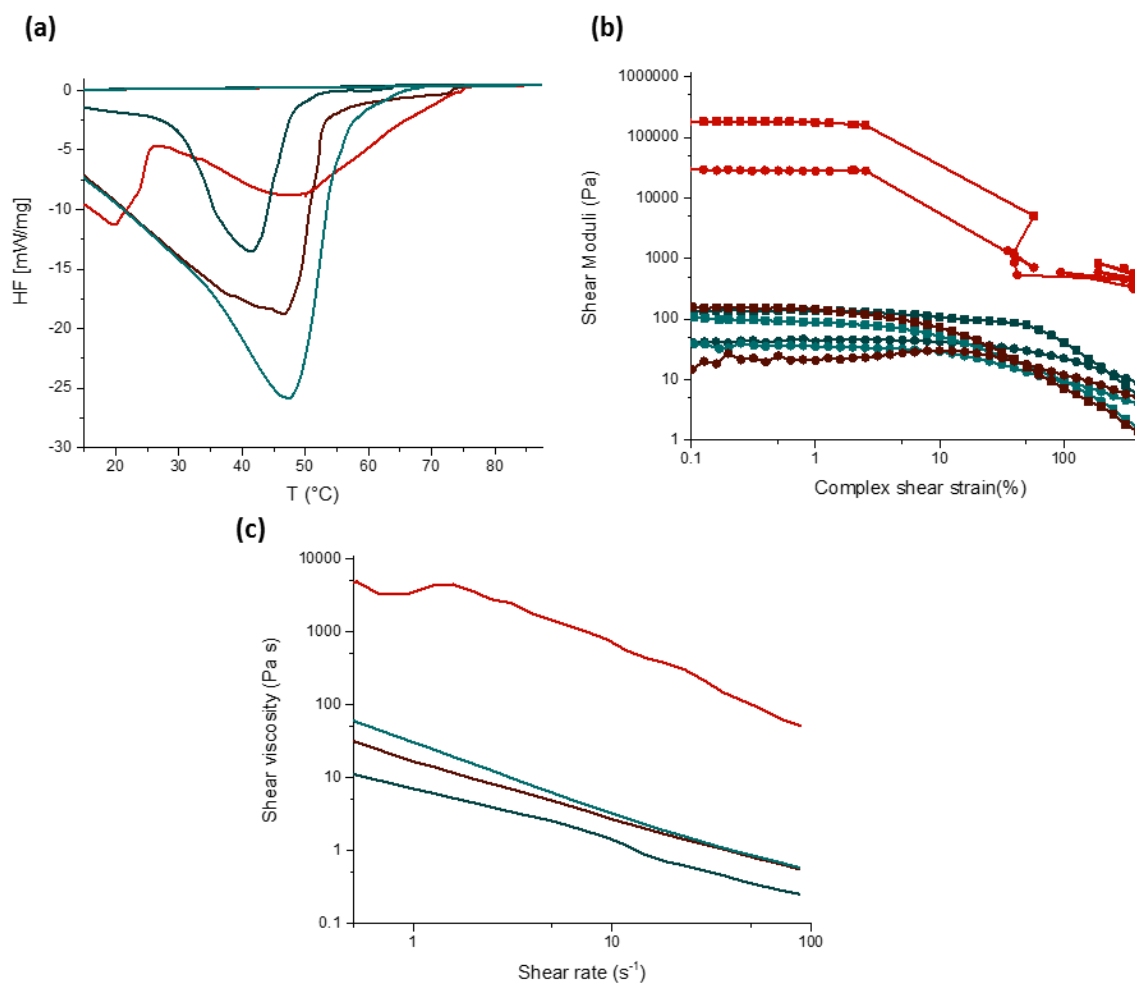 (a)
0
-5
-10
-15
-20
-25
-30
HF [mW/mg]
20 30 40 50 60 70 80
T (°C)
(b)
1000000
100000
10000
1000
100
10
1
Shear Moduli (Pa)
0.1 1 10 100
Complex shear strain(%)
(c)
10000
1000
100
10
1
0.1
Shear viscosity (Pa s)
1 10 100
Shear rate (s⁻¹)